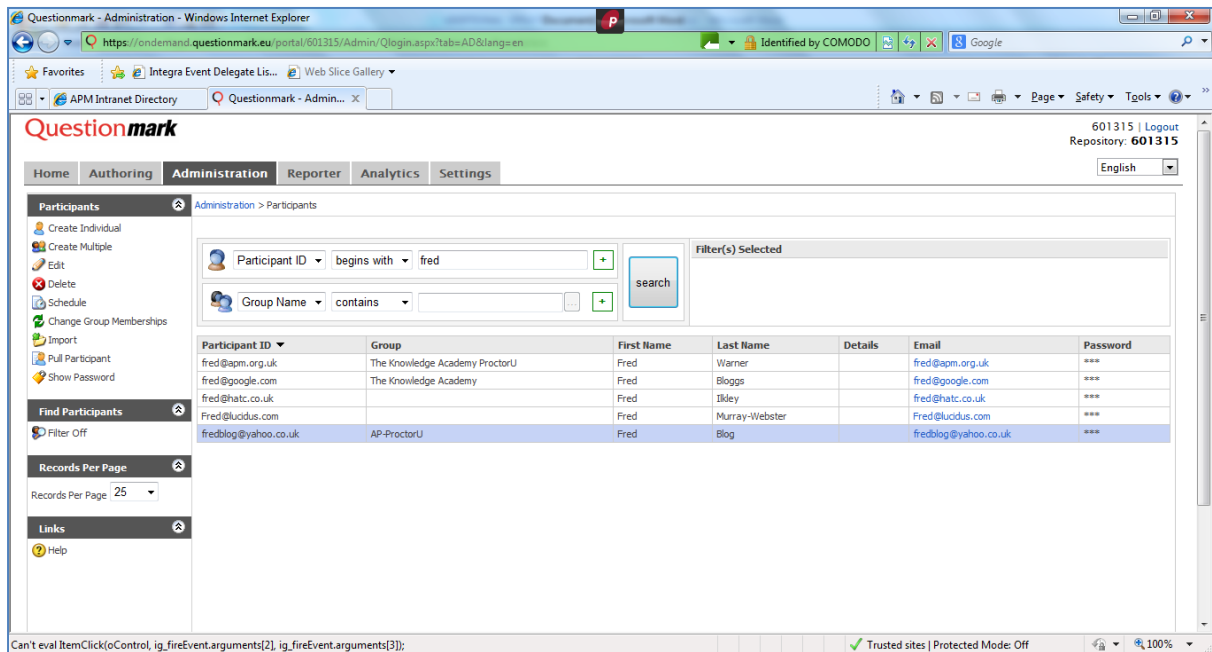 Questionmark - Administration - Windows Internet Explorer
P
https://ondemand.questionmark.eu/portal/601315/Admin/Qlogin.aspx?tab=AD&lang=en Identified by COMODO Google
Favorites Integra Event Delegate Lis... Web Slice Gallery
APM Intranet Directory Questionmark - Admin... X Page Safety Tools »
Questionmark
601315 | Logout
Repository: 601315
English
Home Authoring Administration Reporter Analytics Settings
Participants
Create Individual
Create Multiple
Edit
Delete
Schedule
Change Group Memberships
Import
Pull Participant
Show Password
Find Participants
Filter Off
Records Per Page
Records Per Page 25
Links
Help
Administration > Participants
Participant ID begins with fred +
Group Name contains ... +
search
Filter(s) Selected
Participant ID Group First Name Last Name Details Email Password
fred@apm.org.uk The Knowledge Academy ProctorU Fred Warner fred@apm.org.uk ***
fred@google.com The Knowledge Academy Fred Bloggs fred@google.com ***
fred@hatc.co.uk Fred Ilkley fred@hatc.co.uk ***
Fred@lucidus.com Fred Murray-Webster Fred@lucidus.com ***
fredblog@yahoo.co.uk AP-ProctorU Fred Blog fredblog@yahoo.co.uk ***
Can't eval ItemClick(oControl, ig_fireEvent.arguments[2], ig_fireEvent.arguments[3]); Trusted sites | Protected Mode: Off 100%